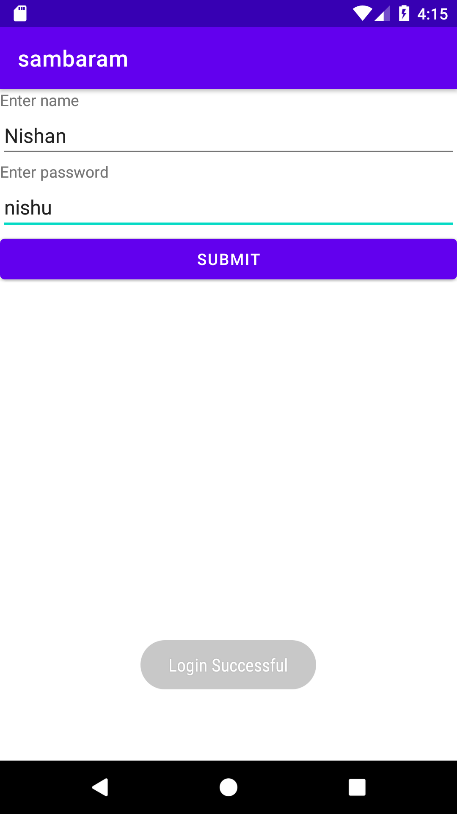 4:15
sambaram
Enter name
Nishan
Enter password
nishu
SUBMIT
Login Successful